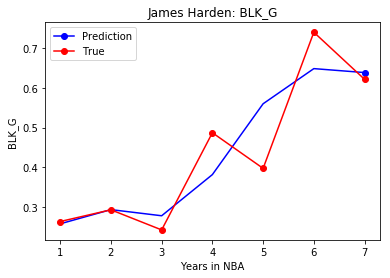 James Harden: BLK_G
Prediction
True
BLK_G
0.7
0.6
0.5
0.4
0.3
1 2 3 4 5 6 7
Years in NBA